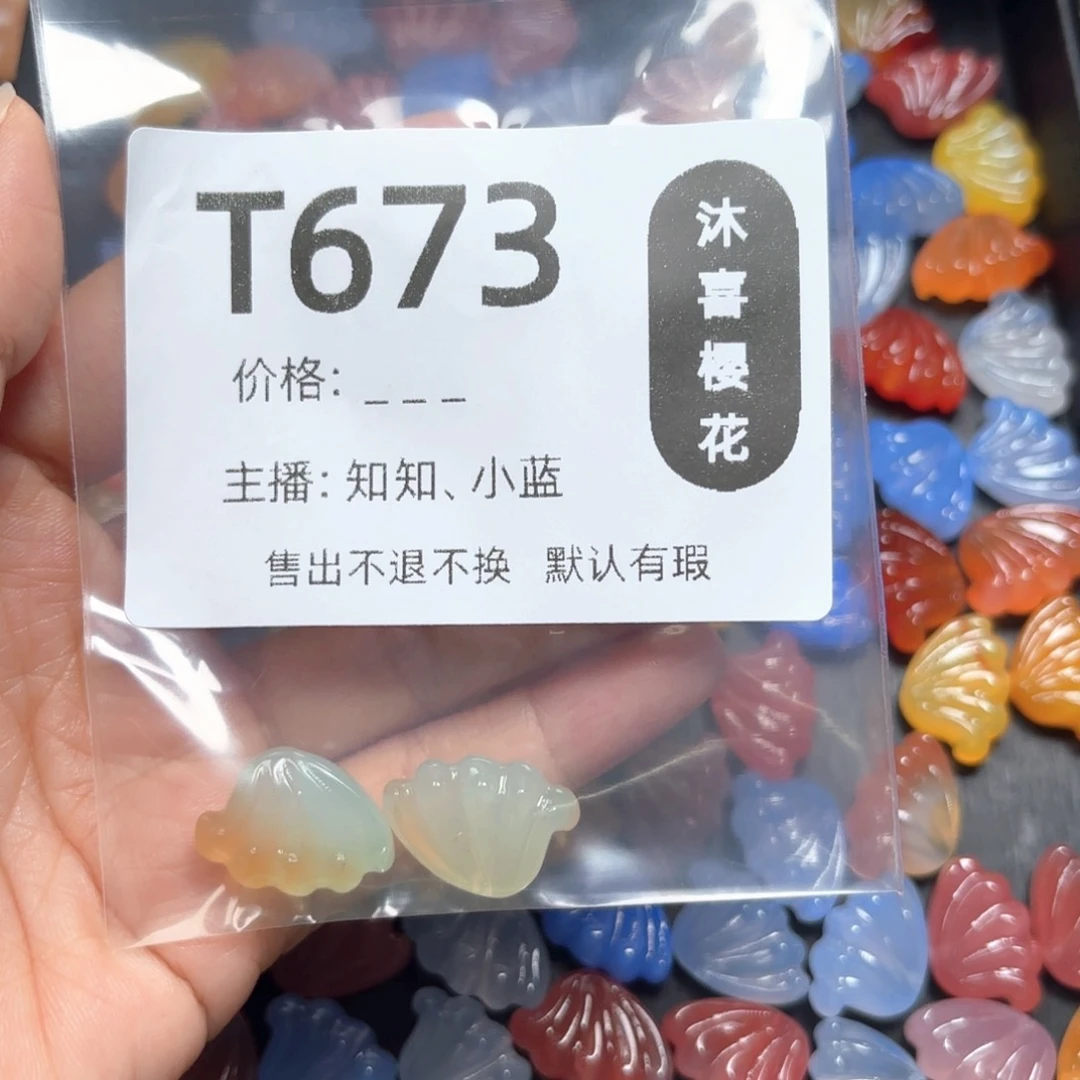 T673
沐喜樱花
价格：_ _ _
主播：知知、小蓝
售出不退不换 默认有瑕